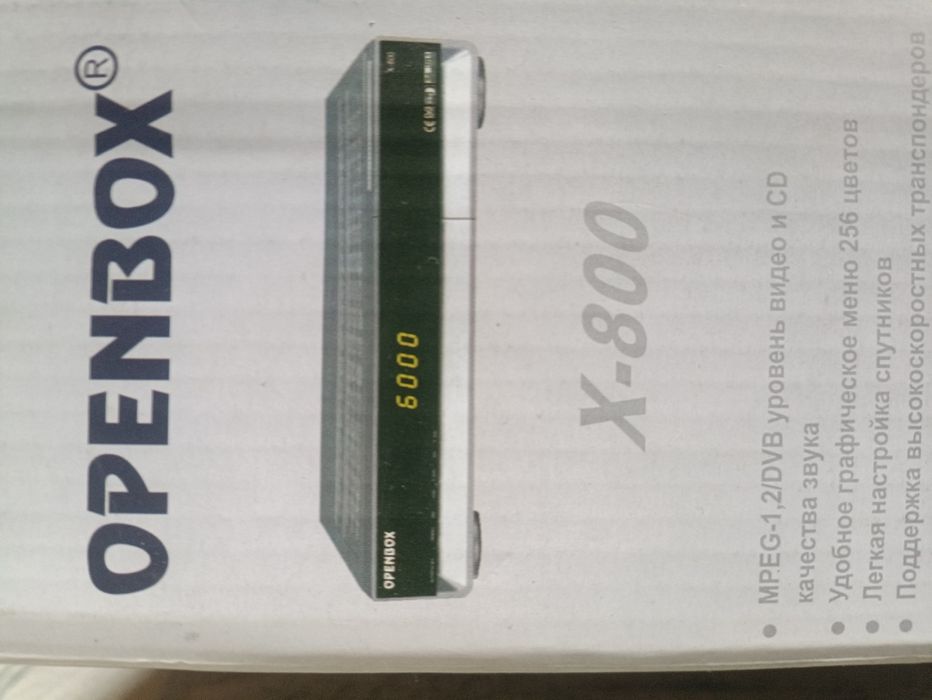 OPENBOX®
X-800
6000
OPENBOX
X-800
MPEG-1,2/DVB уровень видео и CD
качества звука
Удобное графическое меню 256 цветов
Легкая настройка спутников
Поддержка высокоскоростных транспондеров